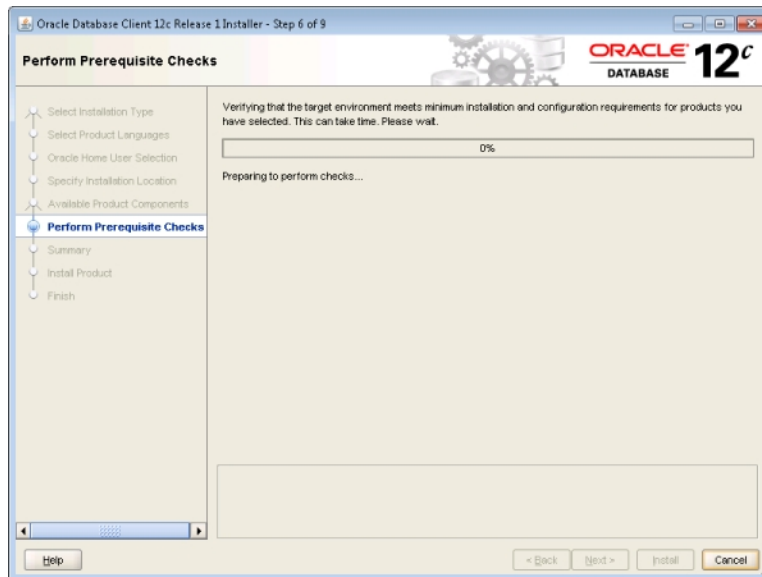 Oracle Database Client 12c Release 1 Installer - Step 6 of 9
Perform Prerequisite Checks
ORACLE
DATABASE
12c
Select Installation Type
Select Product Languages
Oracle Home User Selection
Specify Installation Location
Available Product Components
Perform Prerequisite Checks
Summary
Install Product
Finish
Verifying that the target environment meets minimum installation and configuration requirements for products you
have selected. This can take time. Please wait.
0%
Preparing to perform checks...
Help
< Back
Next >
Install
Cancel